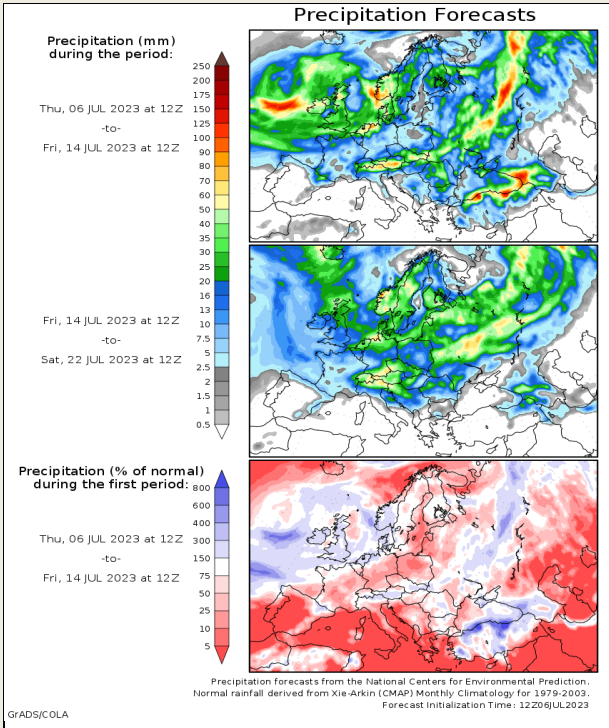 Precipitation Forecasts
Precipitation (mm)
during the period:
Thu, 06 JUL 2023 at 12Z
-to-
Fri, 14 JUL 2023 at 12Z
250
200
175
150
125
100
90
80
70
60
50
40
35
30
25
20
16
13
10
7.5
5
2.5
2
1.5
1
0.5
Fri, 14 JUL 2023 at 12Z
-to-
Sat, 22 JUL 2023 at 12Z
Precipitation (% of normal)
during the first period:
Thu, 06 JUL 2023 at 12Z
-to-
Fri, 14 JUL 2023 at 12Z
800
600
400
300
150
75
50
25
10
5
Precipitation forecasts from the National Centers for Environmental Prediction.
Normal rainfall derived from Xie-Arkin (CMAP) Monthly Climatology for 1979-2003.
Forecast Initialization Time: 12Z06JUL2023
GrADS/COLA